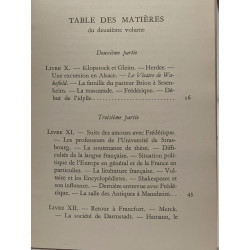 TABLE DES MATIÈRES
du deuxième volume
Deuxième partie
LIVRE X. — Klopstock et Gleim. — Herder. —
Une excursion en Alsace. — Le Vicaire de Wa-
kefield. — La famille du pasteur Brion à Sesen-
heim. — La mascarade. — Frédérique. — Dé-
but de l'idylle
16
Troisième partie
LIVRE XI. — Suite des amours avec Frédérique.
— Les professeurs de l'Université de Stras-
bourg. — La soutenance de thèse. — Diffi-
cultés de la langue française. — Situation poli-
tique de l'Europe en général et de la France en
particulier. — La littérature française. — Vol-
taire et les Encyclopédistes. — Shakespeare et
son influence. — Dernière entrevue avec Frédé-
rique. — La salle des Antiques à Mannheim.
45
LIVRE XII. — Retour à Francfort. — Merck.
— La société de Darmstadt. — Hamann, le